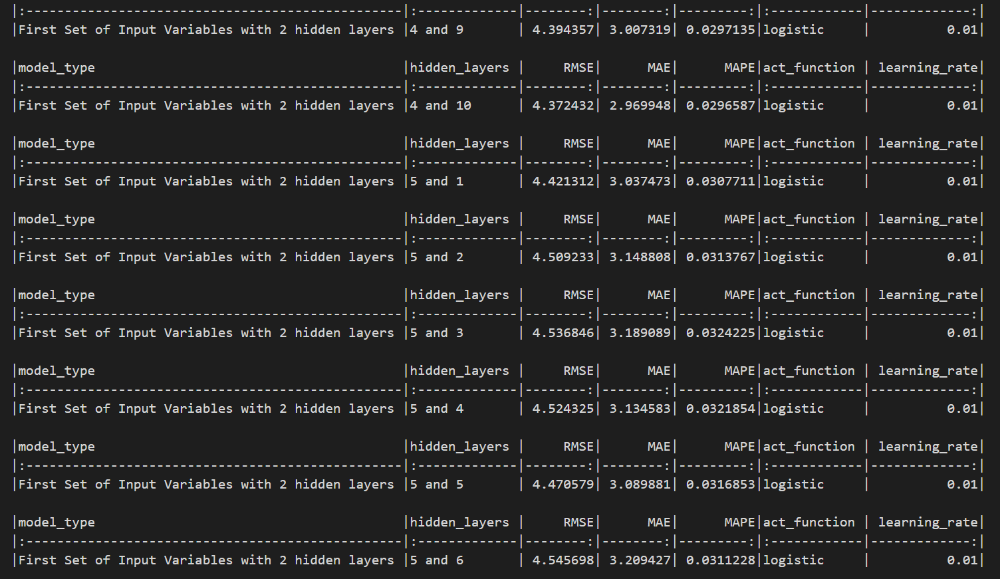 |:-------------------------------------------------|:-------------|--------:|--------:|---------:|:------------|-------------:|
|First Set of Input Variables with 2 hidden layers |4 and 9       | 4.394357| 3.007319| 0.0297135|logistic     |          0.01|
|model_type                                        |hidden_layers |     RMSE|      MAE|      MAPE|act_function | learning_rate|
|:-------------------------------------------------|:-------------|--------:|--------:|---------:|:------------|-------------:|
|First Set of Input Variables with 2 hidden layers |4 and 10      | 4.372432| 2.969948| 0.0296587|logistic     |          0.01|
|model_type                                        |hidden_layers |     RMSE|      MAE|      MAPE|act_function | learning_rate|
|:-------------------------------------------------|:-------------|--------:|--------:|---------:|:------------|-------------:|
|First Set of Input Variables with 2 hidden layers |5 and 1       | 4.421312| 3.037473| 0.0307711|logistic     |          0.01|
|model_type                                        |hidden_layers |     RMSE|      MAE|      MAPE|act_function | learning_rate|
|:-------------------------------------------------|:-------------|--------:|--------:|---------:|:------------|-------------:|
|First Set of Input Variables with 2 hidden layers |5 and 2       | 4.509233| 3.148808| 0.0313767|logistic     |          0.01|
|model_type                                        |hidden_layers |     RMSE|      MAE|      MAPE|act_function | learning_rate|
|:-------------------------------------------------|:-------------|--------:|--------:|---------:|:------------|-------------:|
|First Set of Input Variables with 2 hidden layers |5 and 3       | 4.536846| 3.189089| 0.0324225|logistic     |          0.01|
|model_type                                        |hidden_layers |     RMSE|      MAE|      MAPE|act_function | learning_rate|
|:-------------------------------------------------|:-------------|--------:|--------:|---------:|:------------|-------------:|
|First Set of Input Variables with 2 hidden layers |5 and 4       | 4.524325| 3.134583| 0.0321854|logistic     |          0.01|
|model_type                                        |hidden_layers |     RMSE|      MAE|      MAPE|act_function | learning_rate|
|:-------------------------------------------------|:-------------|--------:|--------:|---------:|:------------|-------------:|
|First Set of Input Variables with 2 hidden layers |5 and 5       | 4.470579| 3.089881| 0.0316853|logistic     |          0.01|
|model_type                                        |hidden_layers |     RMSE|      MAE|      MAPE|act_function | learning_rate|
|:-------------------------------------------------|:-------------|--------:|--------:|---------:|:------------|-------------:|
|First Set of Input Variables with 2 hidden layers |5 and 6       | 4.545698| 3.209427| 0.0311228|logistic     |          0.01|